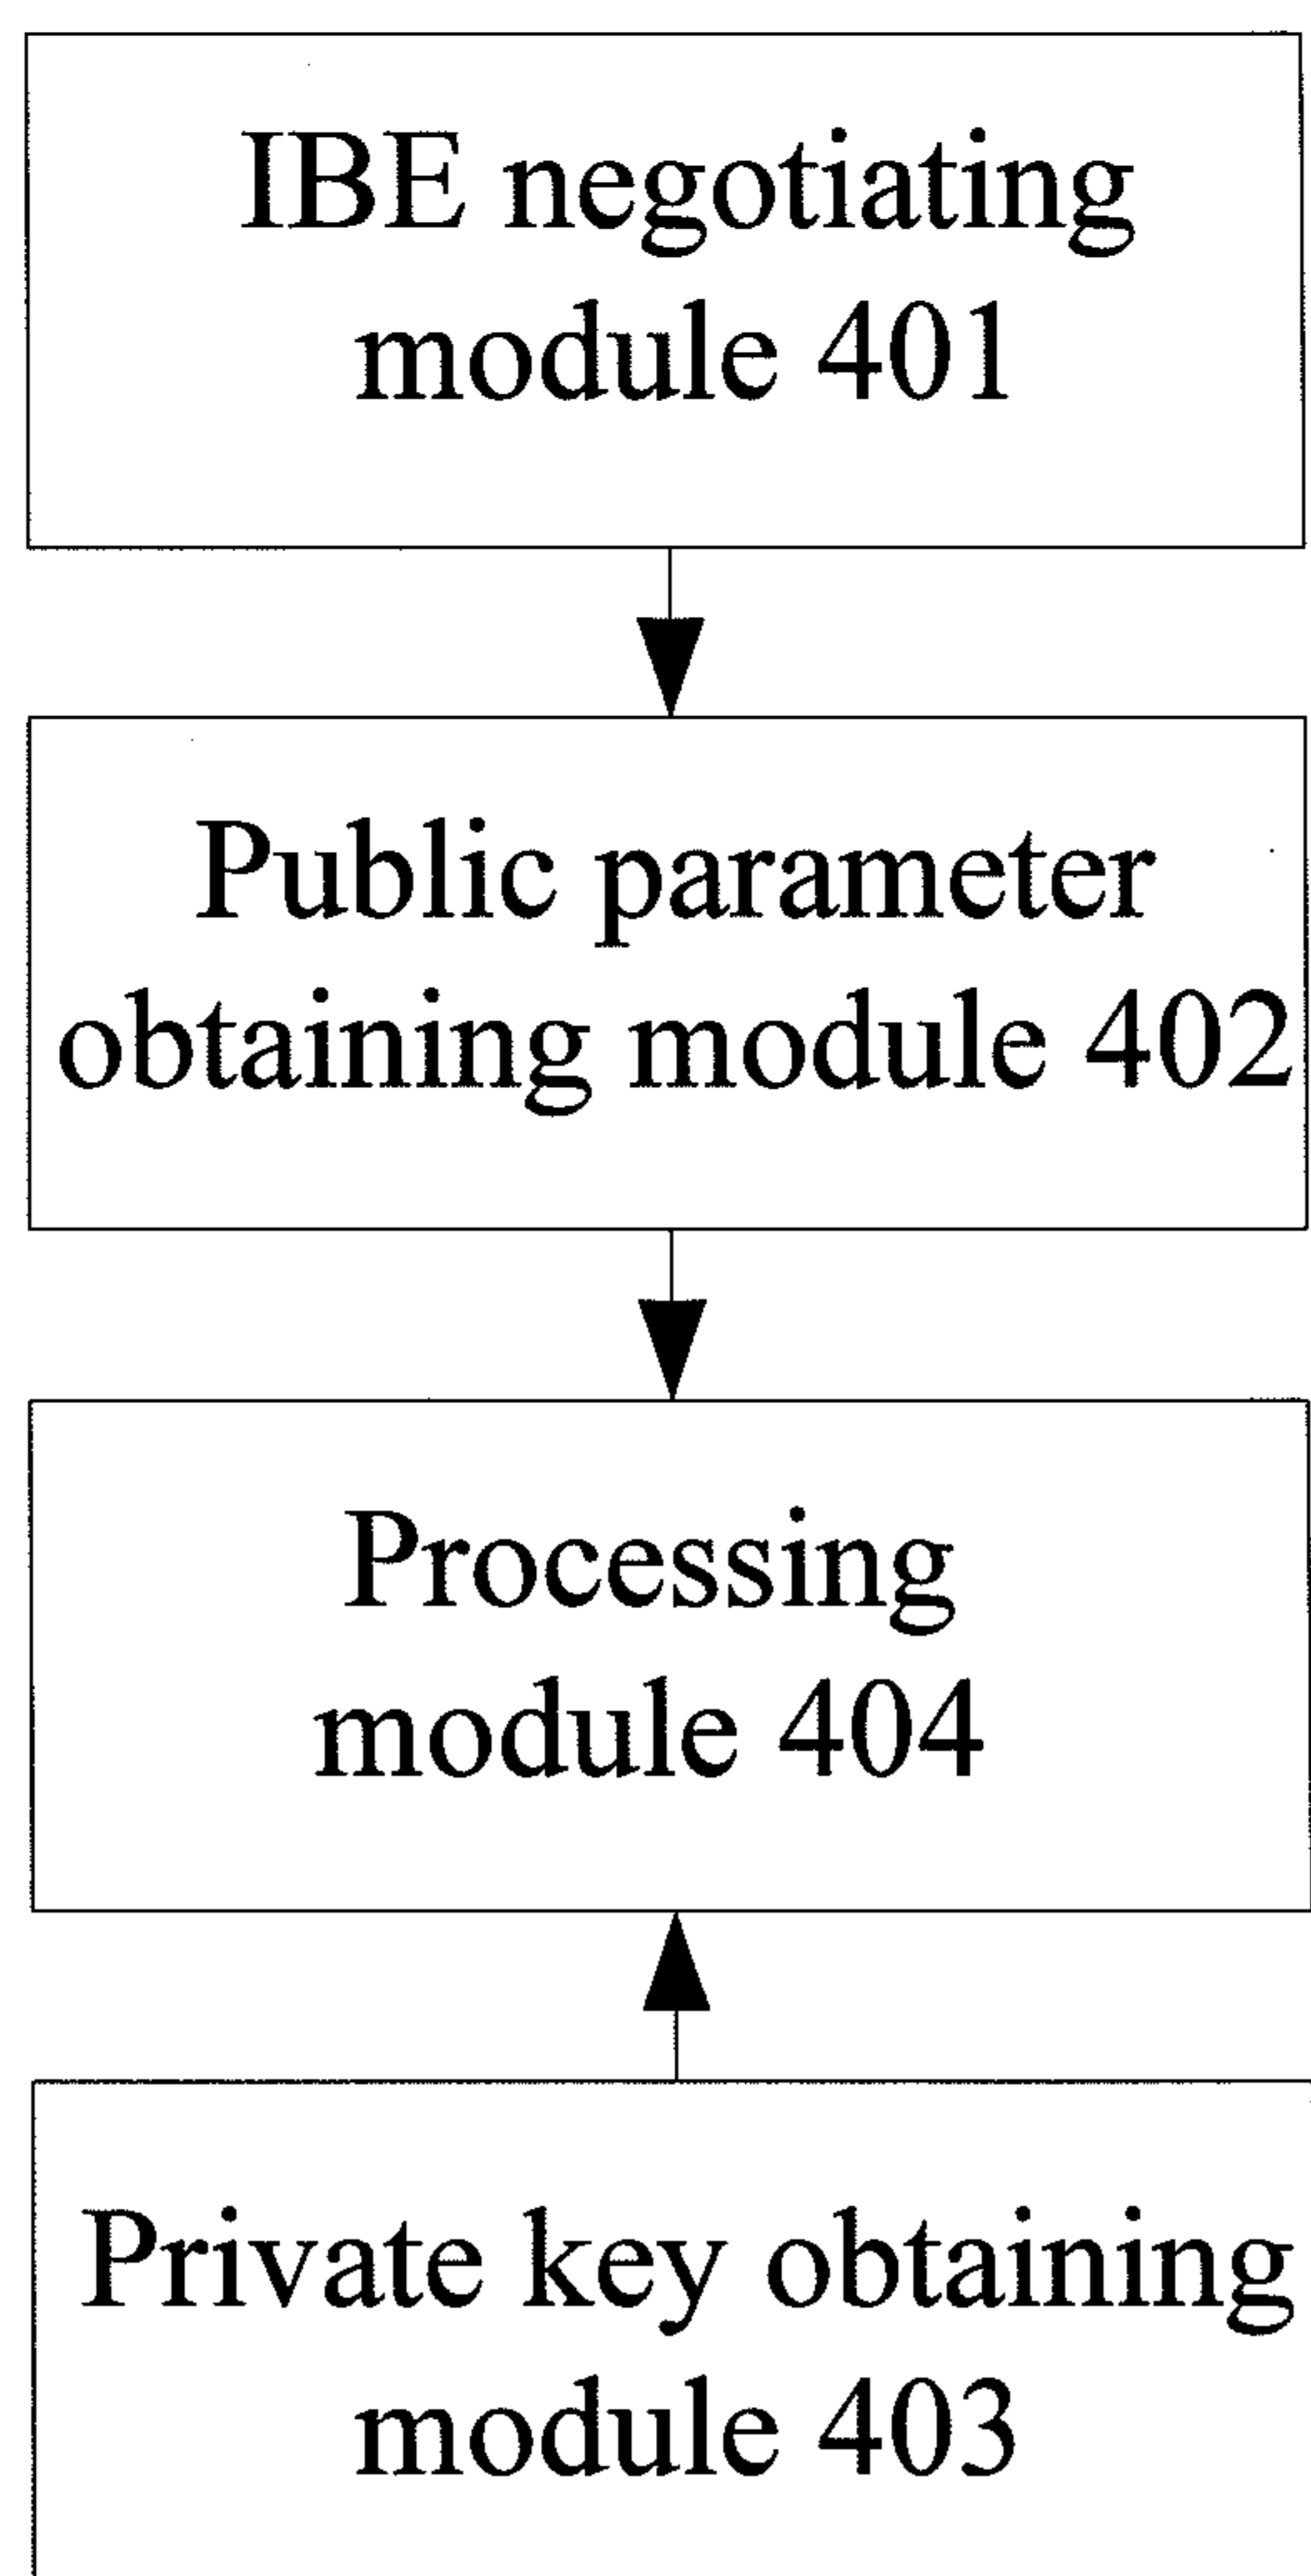 IBE negotiating
module 401
Public parameter
obtaining module 402
Processing
module 404
Private key obtaining
module 403